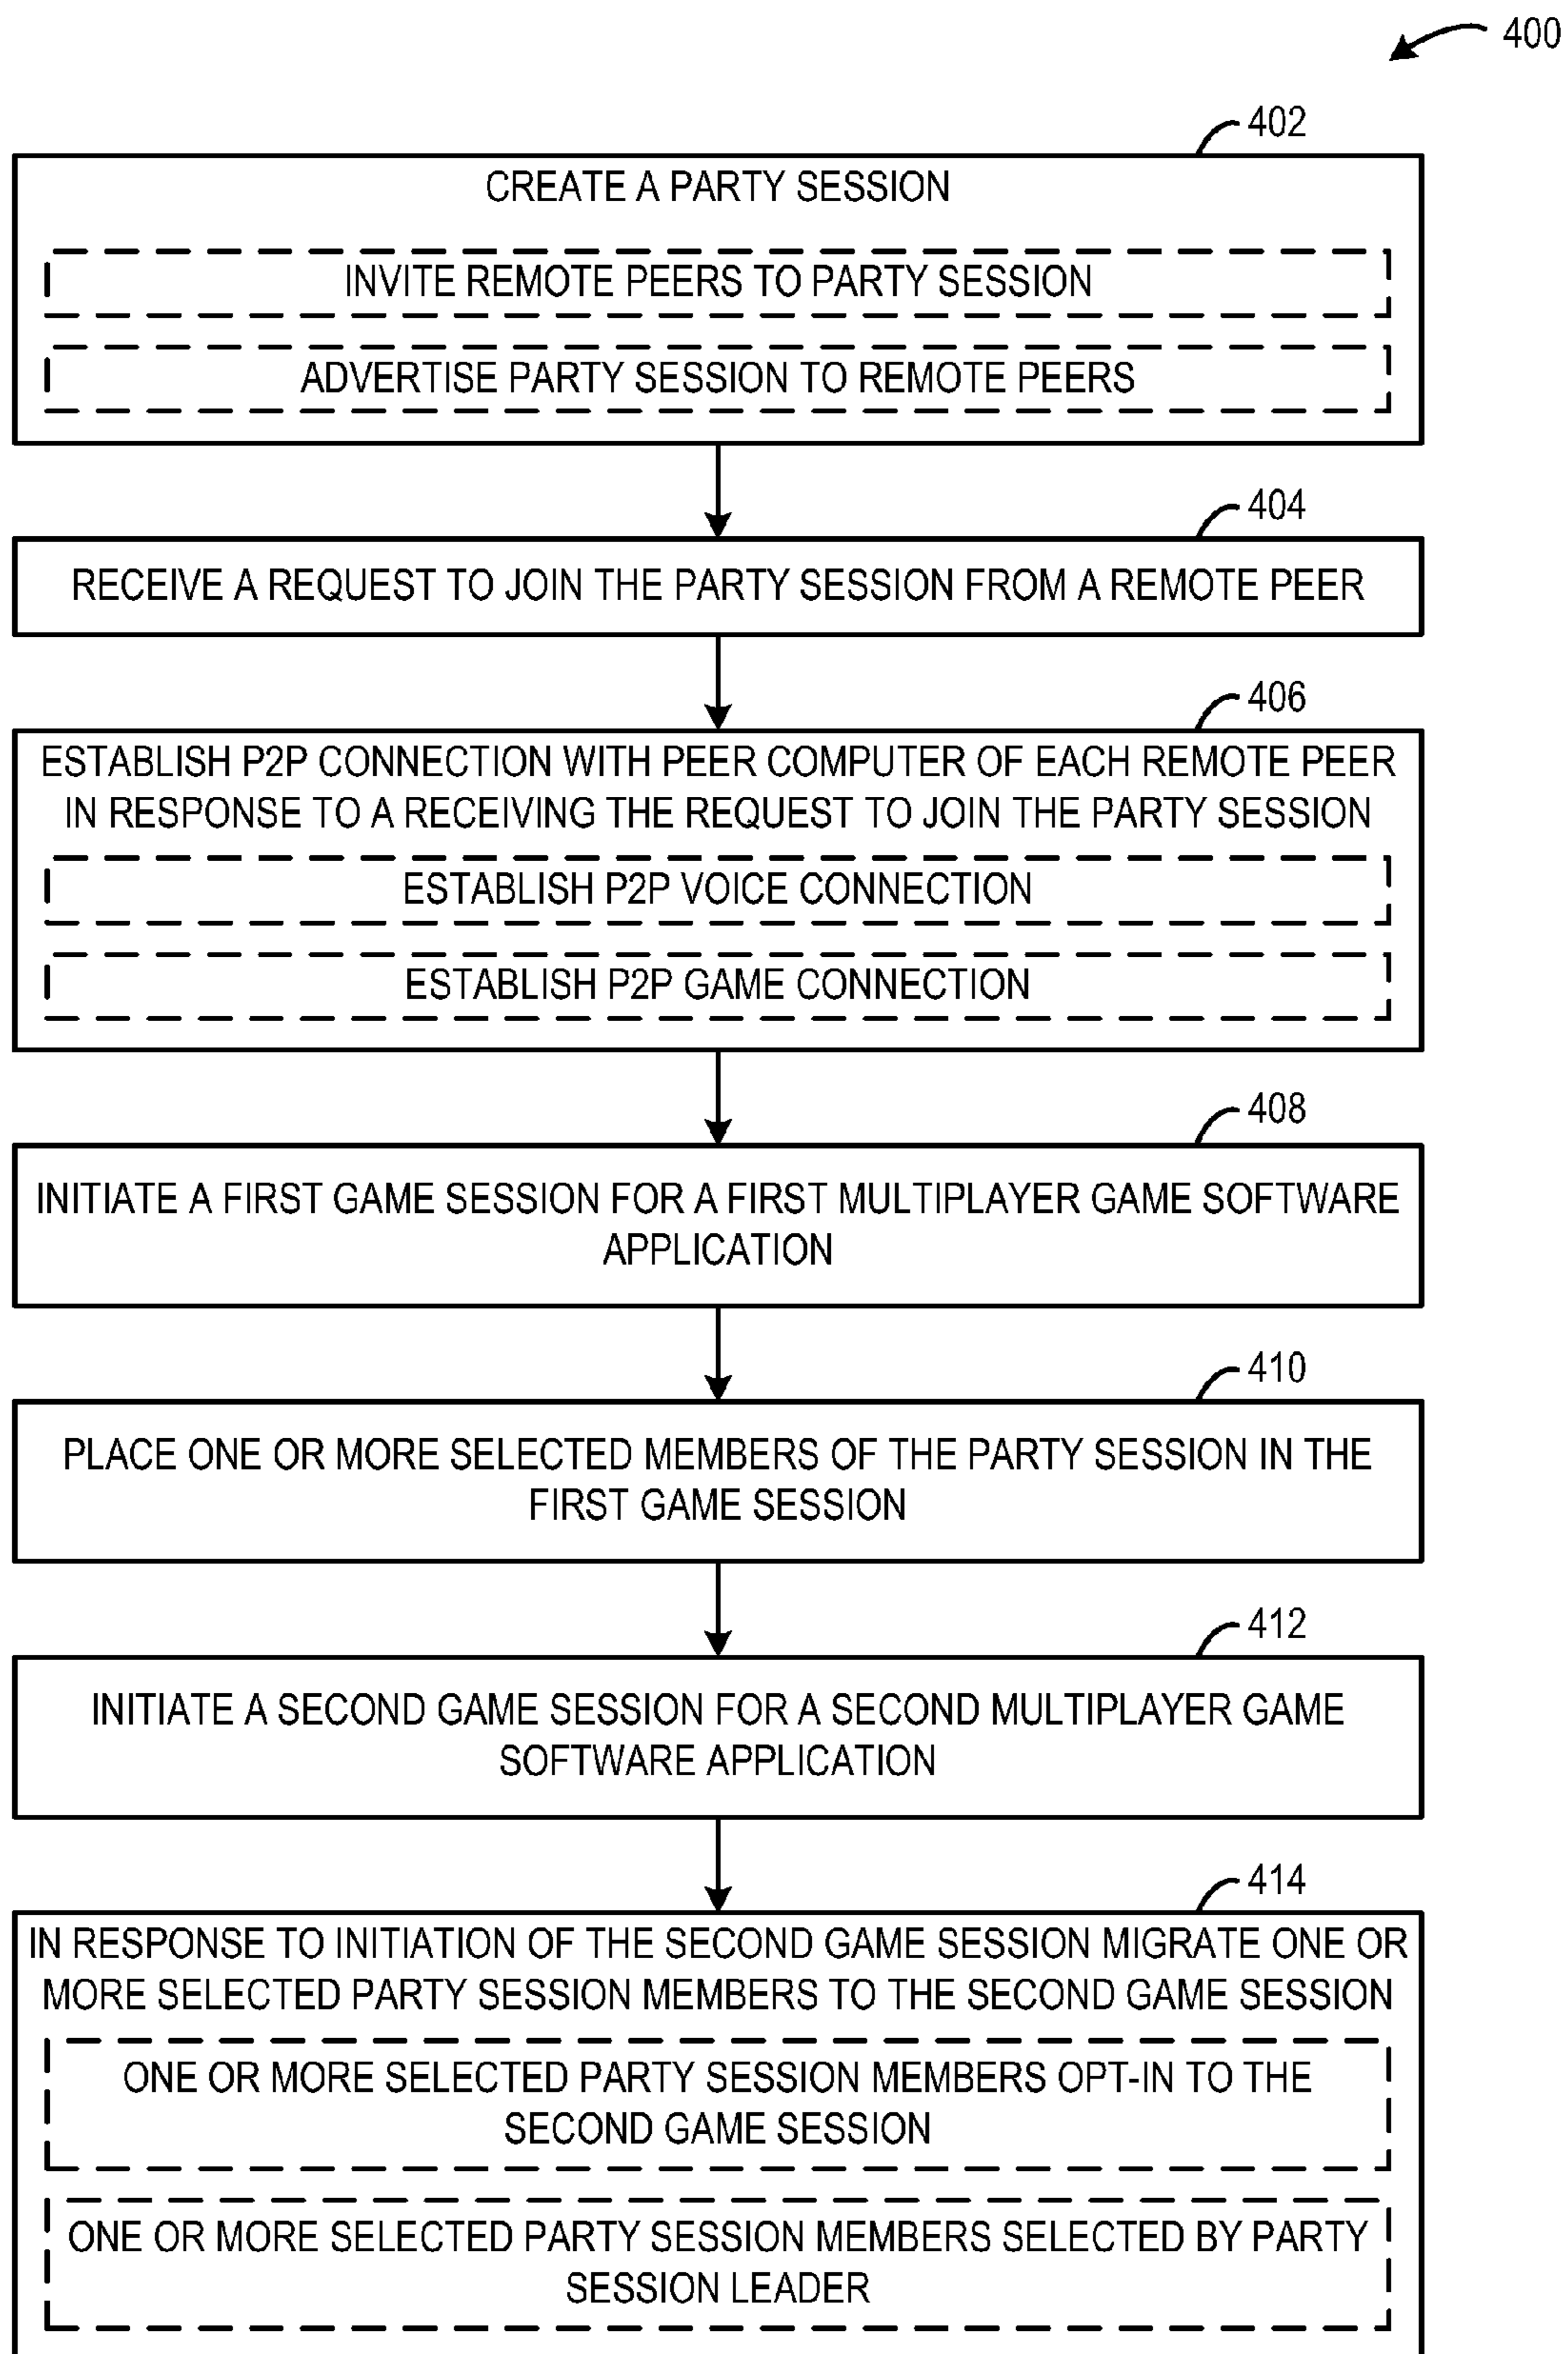 400
402
CREATE A PARTY SESSION
INVITE REMOTE PEERS TO PARTY SESSION
ADVERTISE PARTY SESSION TO REMOTE PEERS
404
RECEIVE A REQUEST TO JOIN THE PARTY SESSION FROM A REMOTE PEER
406
ESTABLISH P2P CONNECTION WITH PEER COMPUTER OF EACH REMOTE PEER
IN RESPONSE TO A RECEIVING THE REQUEST TO JOIN THE PARTY SESSION
ESTABLISH P2P VOICE CONNECTION
ESTABLISH P2P GAME CONNECTION
408
INITIATE A FIRST GAME SESSION FOR A FIRST MULTIPLAYER GAME SOFTWARE
APPLICATION
410
PLACE ONE OR MORE SELECTED MEMBERS OF THE PARTY SESSION IN THE
FIRST GAME SESSION
412
INITIATE A SECOND GAME SESSION FOR A SECOND MULTIPLAYER GAME
SOFTWARE APPLICATION
414
IN RESPONSE TO INITIATION OF THE SECOND GAME SESSION MIGRATE ONE OR
MORE SELECTED PARTY SESSION MEMBERS TO THE SECOND GAME SESSION
ONE OR MORE SELECTED PARTY SESSION MEMBERS OPT-IN TO THE
SECOND GAME SESSION
ONE OR MORE SELECTED PARTY SESSION MEMBERS SELECTED BY PARTY
SESSION LEADER